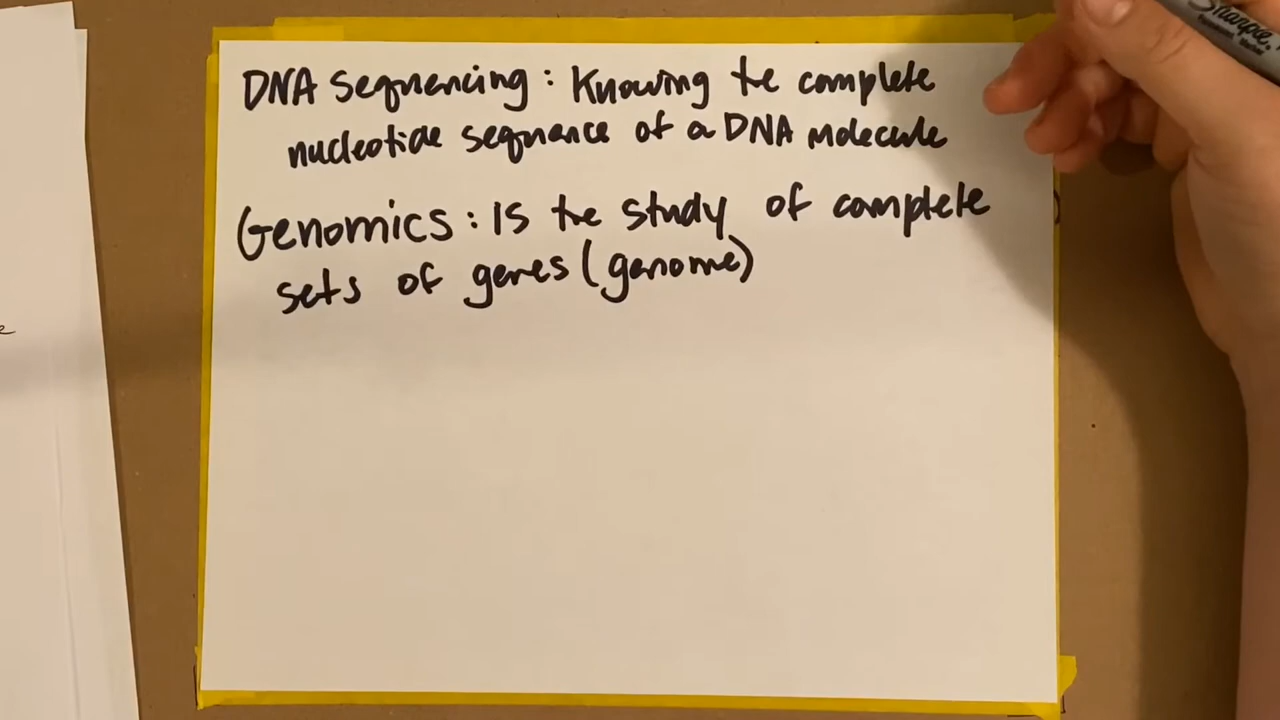 DNA Sequencing: Knowing the complete
nucleotide sequence of a DNA molecule
Genomics: Is the study of complete
sets of genes (genome)
Sharpie